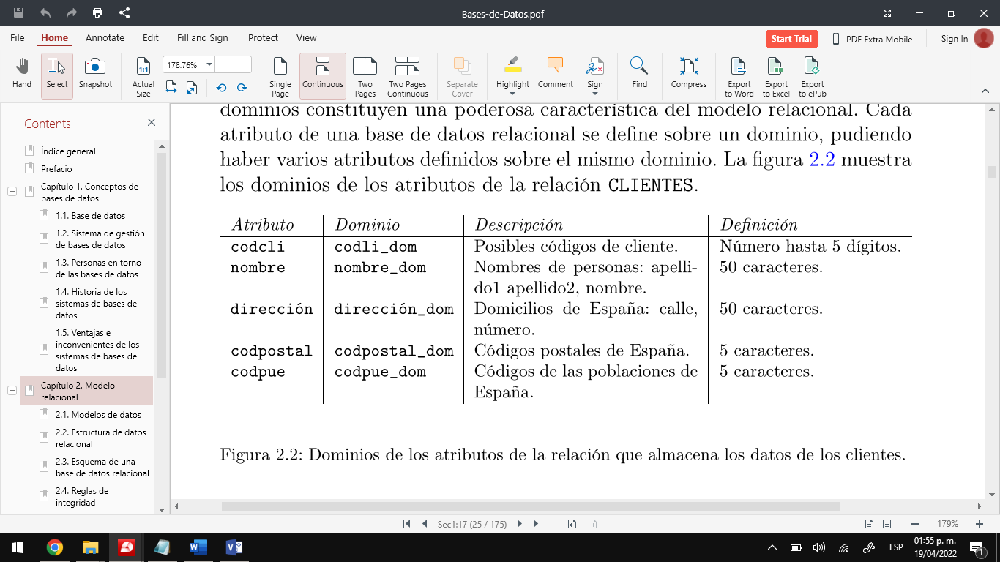 Bases-de-Datos.pdf
File Home Annotate Edit Fill and Sign Protect View
Start Trial PDF Extra Mobile Sign In
178.76%
Hand Select Snapshot Actual Size Single Page Continuous Two Pages Two Pages Continuous Separate Cover Highlight Comment Sign Find Compress Export to Word Export to Excel Export to ePub
Contents
Índice general
Prefacio
Capítulo 1. Conceptos de
bases de datos
1.1. Base de datos
1.2. Sistema de gestión
de bases de datos
1.3. Personas en torno
de las bases de datos
1.4. Historia de los
sistemas de bases de
datos
1.5. Ventajas e
inconvenientes de los
sistemas de bases de
datos
Capítulo 2. Modelo
relacional
2.1. Modelos de datos
2.2. Estructura de datos
relacional
2.3. Esquema de una
base de datos relacional
2.4. Reglas de
integridad
dominios constituyen una poderosa característica del modelo relacional. Cada
atributo de una base de datos relacional se define sobre un dominio, pudiendo
haber varios atributos definidos sobre el mismo dominio. La figura 2.2 muestra
los dominios de los atributos de la relación CLIENTES.
Atributo Dominio Descripción Definición
codcli codli_dom Posibles códigos de cliente. Número hasta 5 dígitos.
nombre nombre_dom Nombres de personas: apelli- 50 caracteres.
do1 apellido2, nombre.
dirección dirección_dom Domicilios de España: calle, 50 caracteres.
número.
codpostal codpostal_dom Códigos postales de España. 5 caracteres.
codpue codpue_dom Códigos de las poblaciones de 5 caracteres.
España.
Figura 2.2: Dominios de los atributos de la relación que almacena los datos de los clientes.
Sec1:17 (25 / 175)
179%
ESP
01:55 p. m.
19/04/2022
1